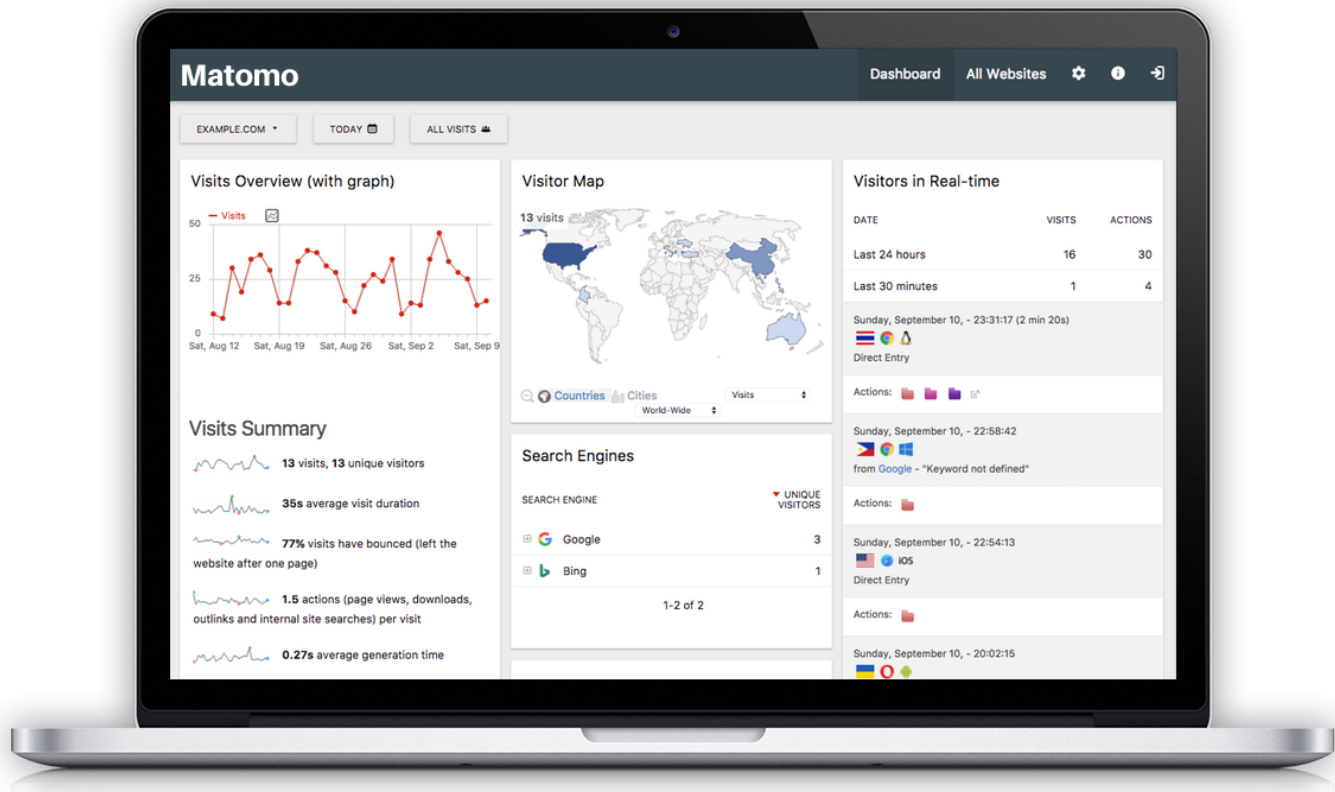 Matomo
Dashboard
All Websites
EXAMPLE.COM
TODAY
ALL VISITS
Visits Overview (with graph)
Visits
50
25
0
Sat, Aug 12
Sat, Aug 19
Sat, Aug 26
Sat, Sep 2
Sat, Sep 9
Visits Summary
13 visits, 13 unique visitors
35s average visit duration
77% visits have bounced (left the
website after one page)
1.5 actions (page views, downloads,
outlinks and internal site searches) per visit
0.27s average generation time
Visitor Map
13 visits
Countries
Cities
Visits
World-Wide
Search Engines
SEARCH ENGINE
UNIQUE
VISITORS
Google
3
Bing
1
1-2 of 2
Visitors in Real-time
DATE
VISITS
ACTIONS
Last 24 hours
16
30
Last 30 minutes
1
4
Sunday, September 10, - 23:31:17 (2 min 20s)
Direct Entry
Actions:
Sunday, September 10, - 22:58:42
from Google - "Keyword not defined"
Actions:
Sunday, September 10, - 22:54:13
iOS
Direct Entry
Actions:
Sunday, September 10, - 20:02:15